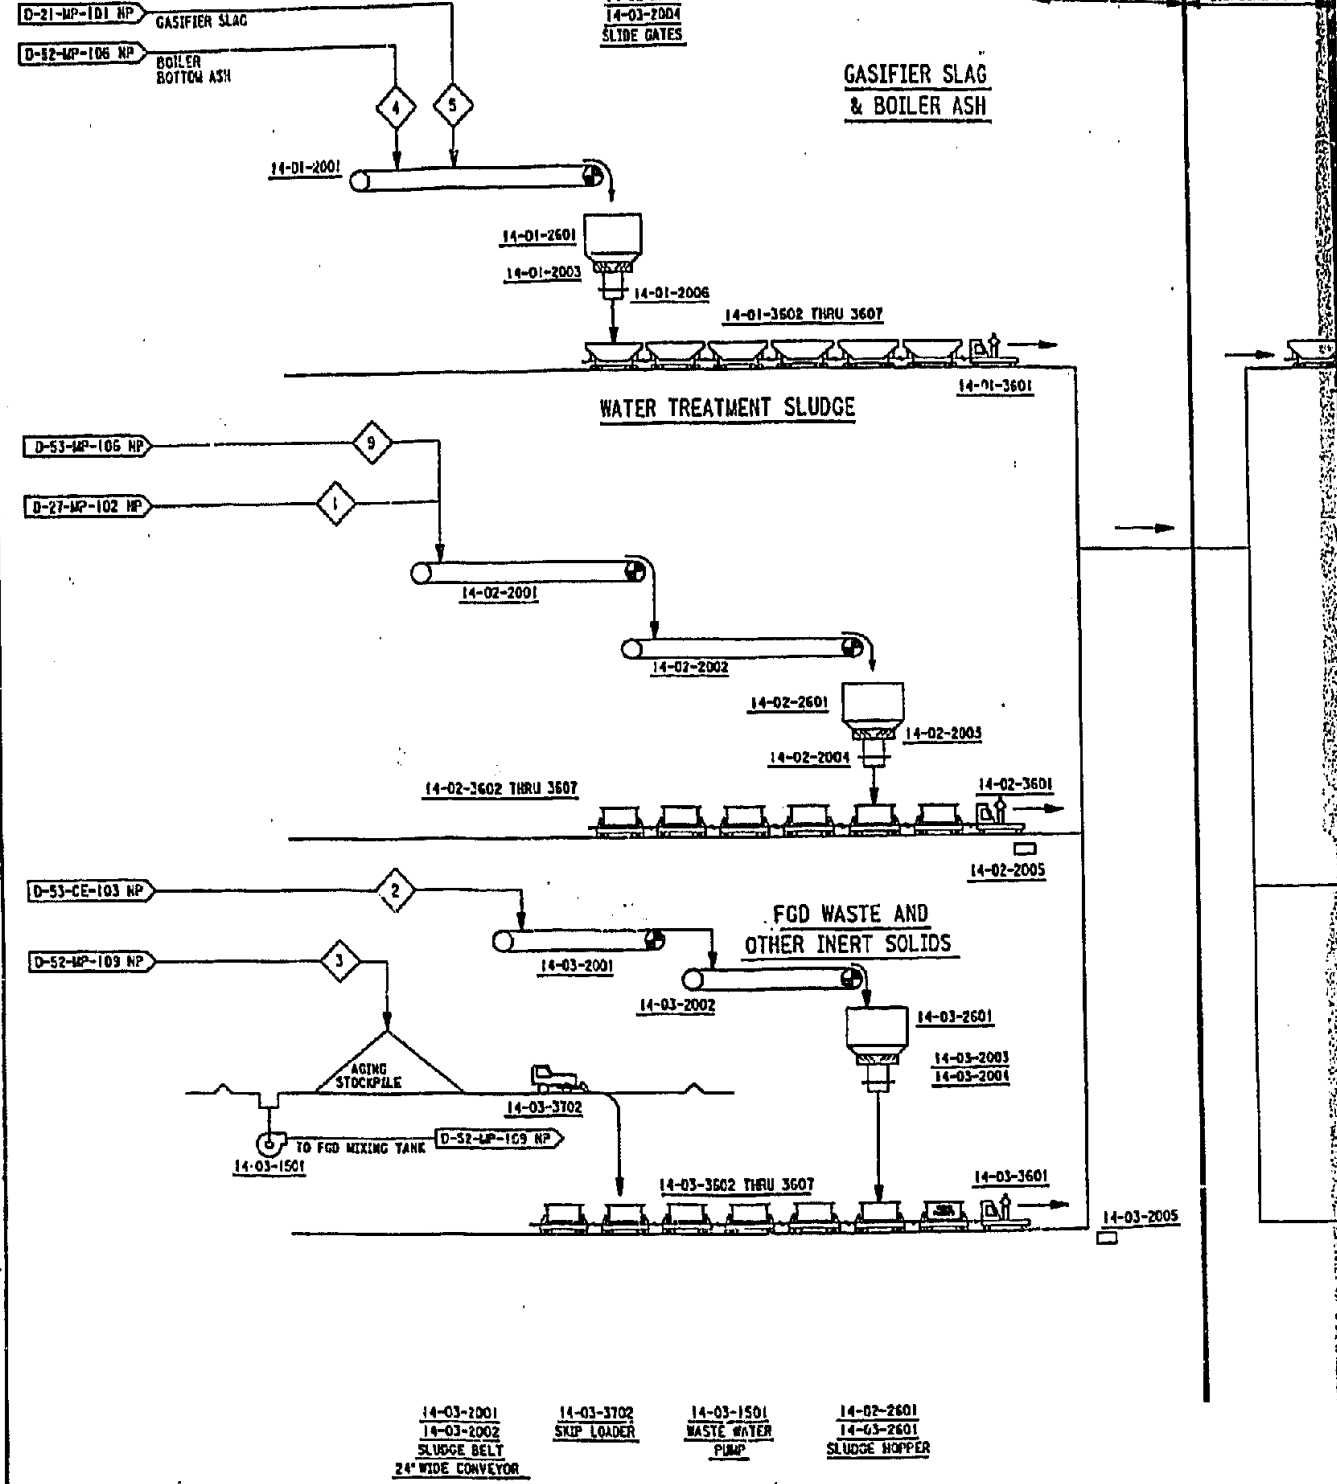 D-21-MP-101 NP
GASIFIER SLAG
14-03-2004
SLIDE GATES
D-52-MP-106 NP
BOILER
BOTTOM ASH
GASIFIER SLAG
& BOILER ASH
4
5
14-01-2001
14-01-2601
14-01-2003
14-01-2006
14-01-3602 THRU 3607
14-01-3601
WATER TREATMENT SLUDGE
D-53-MP-106 NP
9
D-27-MP-102 NP
1
14-02-2001
14-02-2002
14-02-2601
14-02-2003
14-02-2004
14-02-3602 THRU 3607
14-02-3601
14-02-2005
D-53-CE-103 NP
2
FGD WASTE AND
OTHER INERT SOLIDS
D-52-MP-109 NP
3
14-03-2001
14-03-2002
14-03-2601
14-03-2003
14-03-2004
AGING
STOCKPILE
14-03-3702
TO FGD MIXING TANK
D-52-MP-109 NP
14-03-1501
14-03-3602 THRU 3607
14-03-3601
14-03-2005
14-03-2001
14-03-2002
SLUDGE BELT
24" WIDE CONVEYOR
14-03-3702
SKIP LOADER
14-03-1501
WASTE WATER
PUMP
14-02-2601
14-03-2601
SLUDGE HOPPER